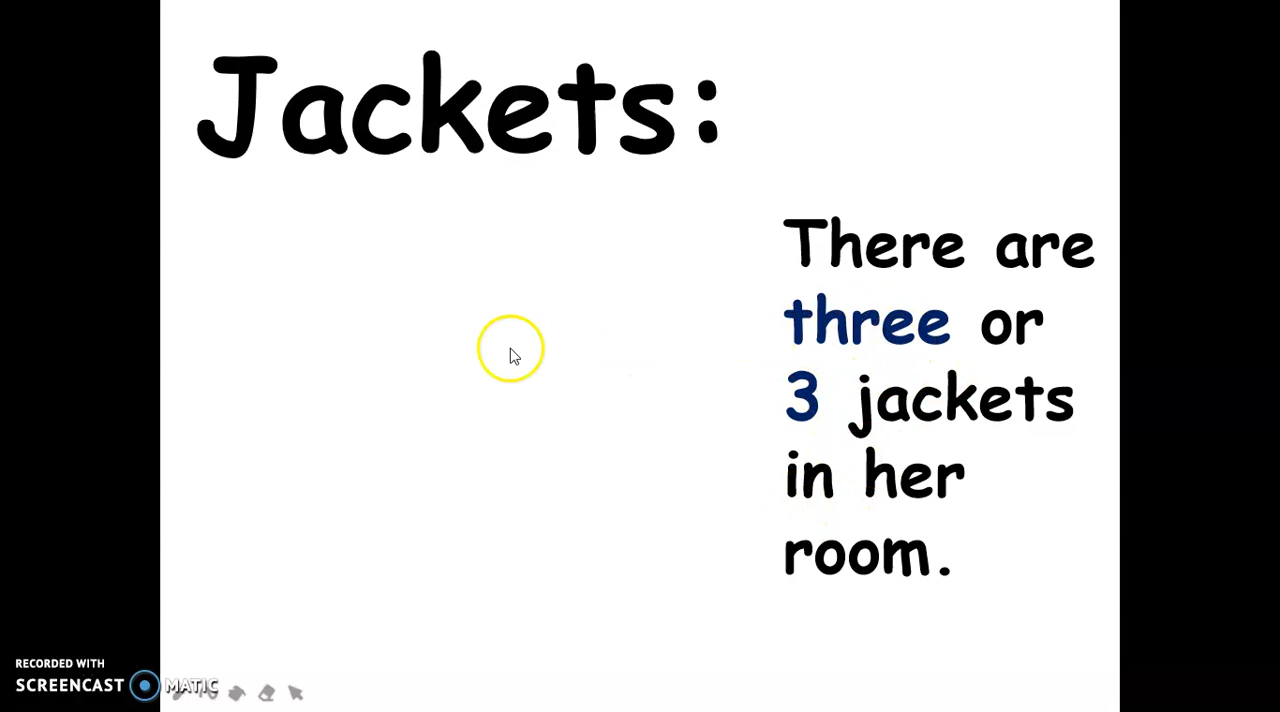 Jackets:
There are
three or
3 jackets
in her
room.
RECORDED WITH
SCREENCAST MATIC